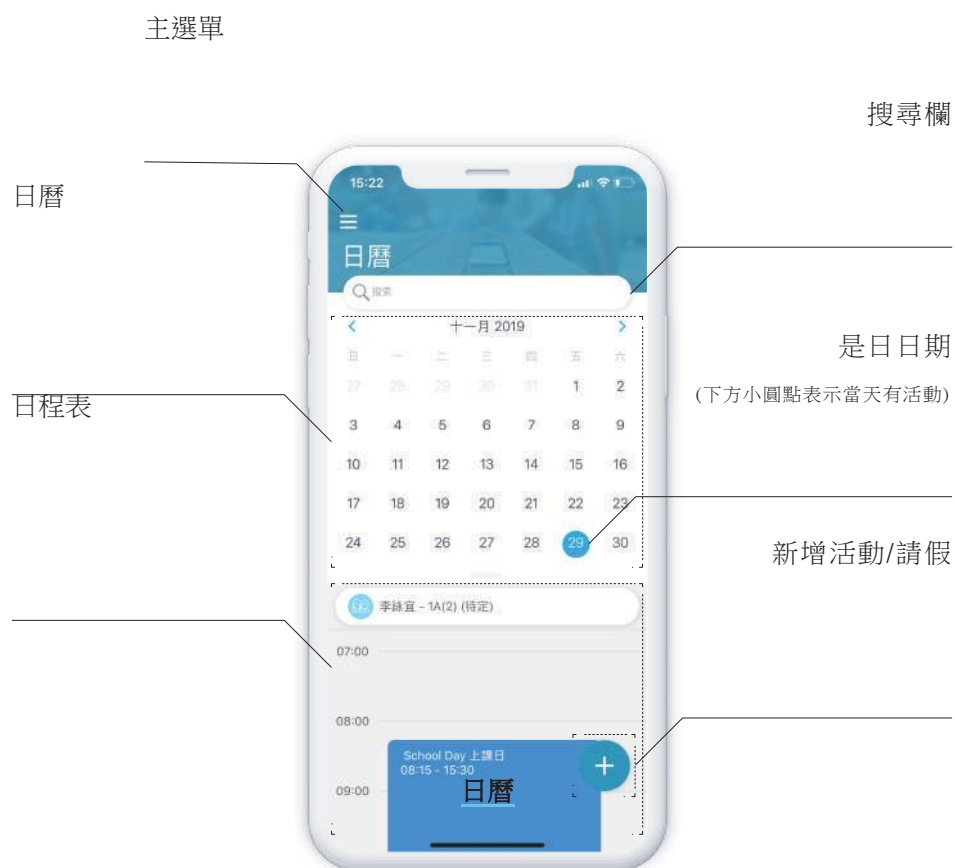 主選單
搜尋欄
日曆
15:22
日曆
搜索
十一月 2019
日 一 二 三 四 五 六
27 28 29 30 31 1 2
3 4 5 6 7 8 9
10 11 12 13 14 15 16
17 18 19 20 21 22 23
24 25 26 27 28 29 30
是日日期
(下方小圓點表示當天有活動)
日程表
新增活動/請假
李詠宜 - 1A(2) (待定)
07:00
08:00
School Day 上課日
08:15 - 15:30
09:00
日曆